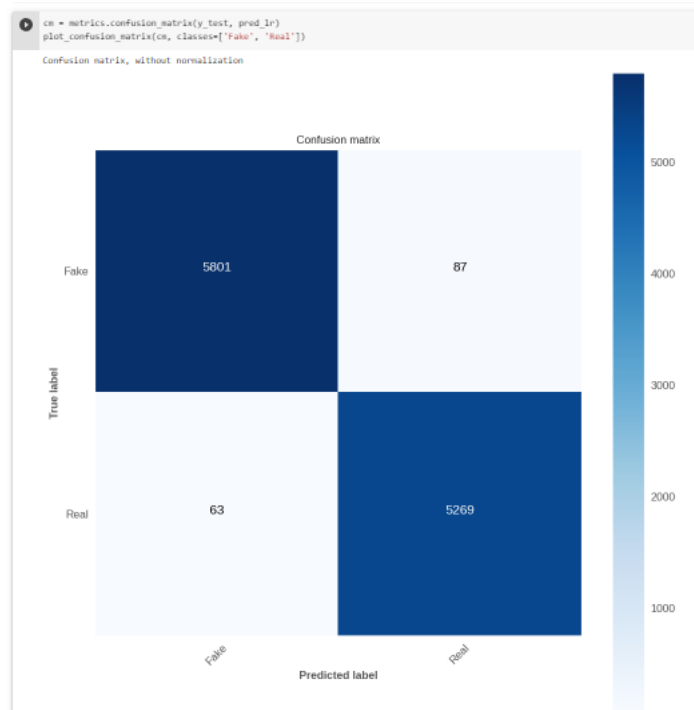 cm = metrics.confusion_matrix(y_test, pred_lr)
plot_confusion_matrix(cm, classes=['Fake', 'Real'])
Confusion matrix, without normalization
Confusion matrix
5000
Fake
5801
87
4000
True label
3000
2000
Real
63
5269
1000
Fake
Real
Predicted label